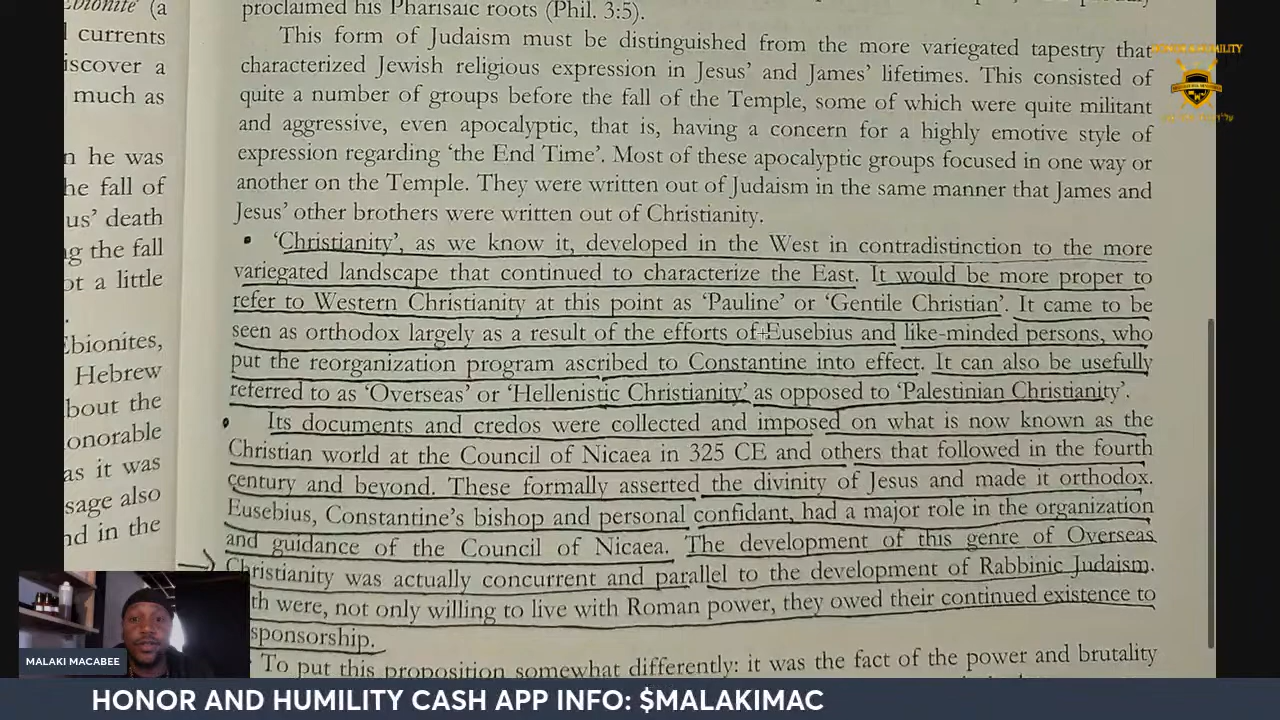 Ebionite (a
l currents
iscover a
much as
n he was
he fall of
us' death
ng the fall
ot a little
Ebionites,
Hebrew
bout the
onorable
as it was
sage also
nd in the
proclaimed his Pharisaic roots (Phil. 3:5).
This form of Judaism must be distinguished from the more variegated tapestry that
characterized Jewish religious expression in Jesus' and James' lifetimes. This consisted of
quite a number of groups before the fall of the Temple, some of which were quite militant
and aggressive, even apocalyptic, that is, having a concern for a highly emotive style of
expression regarding 'the End Time'. Most of these apocalyptic groups focused in one way or
another on the Temple. They were written out of Judaism in the same manner that James and
Jesus' other brothers were written out of Christianity.
• 'Christianity', as we know it, developed in the West in contradistinction to the more
variegated landscape that continued to characterize the East. It would be more proper to
refer to Western Christianity at this point as 'Pauline' or 'Gentile Christian'. It came to be
seen as orthodox largely as a result of the efforts of Eusebius and like-minded persons, who
put the reorganization program ascribed to Constantine into effect. It can also be usefully
referred to as 'Overseas' or 'Hellenistic Christianity' as opposed to 'Palestinian Christianity'.
• Its documents and credos were collected and imposed on what is now known as the
Christian world at the Council of Nicaea in 325 CE and others that followed in the fourth
century and beyond. These formally asserted the divinity of Jesus and made it orthodox.
Eusebius, Constantine's bishop and personal confidant, had a major role in the organization
and guidance of the Council of Nicaea. The development of this genre of Overseas
Christianity was actually concurrent and parallel to the development of Rabbinic Judaism.
th were, not only willing to live with Roman power, they owed their continued existence to
sponsorship.
To put this proposition somewhat differently: it was the fact of the power and brutality
HONOR & HUMILITY
MALAKI MACABEE
HONOR AND HUMILITY CASH APP INFO: $MALAKIMAC